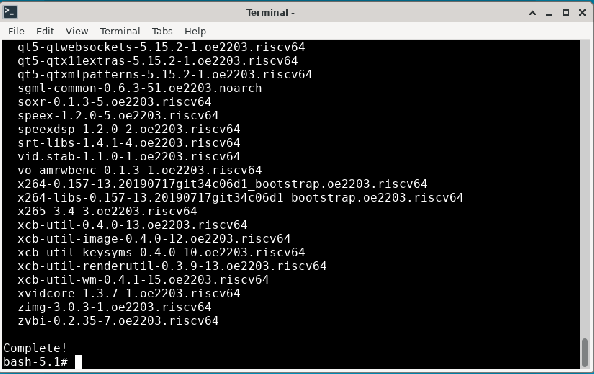 Terminal -
File Edit View Terminal Tabs Help
qt5-qtwebsockets-5.15.2-1.oe2203.riscv64
qt5-qtx11extras-5.15.2-1.oe2203.riscv64
qt5-qtxmlpatterns-5.15.2-1.oe2203.riscv64
sgml-common-0.6.3-51.oe2203.noarch
soxr-0.1.3-5.oe2203.riscv64
speex-1.2.0-5.oe2203.riscv64
speexdsp-1.2.0-2.oe2203.riscv64
srt-libs-1.4.1-4.oe2203.riscv64
vid.stab-1.1.0-1.oe2203.riscv64
vo-amrwbenc-0.1.3-1.oe2203.riscv64
x264-0.157-13.20190717git34c06d1_bootstrap.oe2203.riscv64
x264-libs-0.157-13.20190717git34c06d1_bootstrap.oe2203.riscv64
x265-3.4-3.oe2203.riscv64
xcb-util-0.4.0-13.oe2203.riscv64
xcb-util-image-0.4.0-12.oe2203.riscv64
xcb-util-keysyms-0.4.0-10.oe2203.riscv64
xcb-util-renderutil-0.3.9-13.oe2203.riscv64
xcb-util-wm-0.4.1-15.oe2203.riscv64
xvidcore-1.3.7-1.oe2203.riscv64
zimg-3.0.3-1.oe2203.riscv64
zvbi-0.2.35-7.oe2203.riscv64
Complete!
bash-5.1#